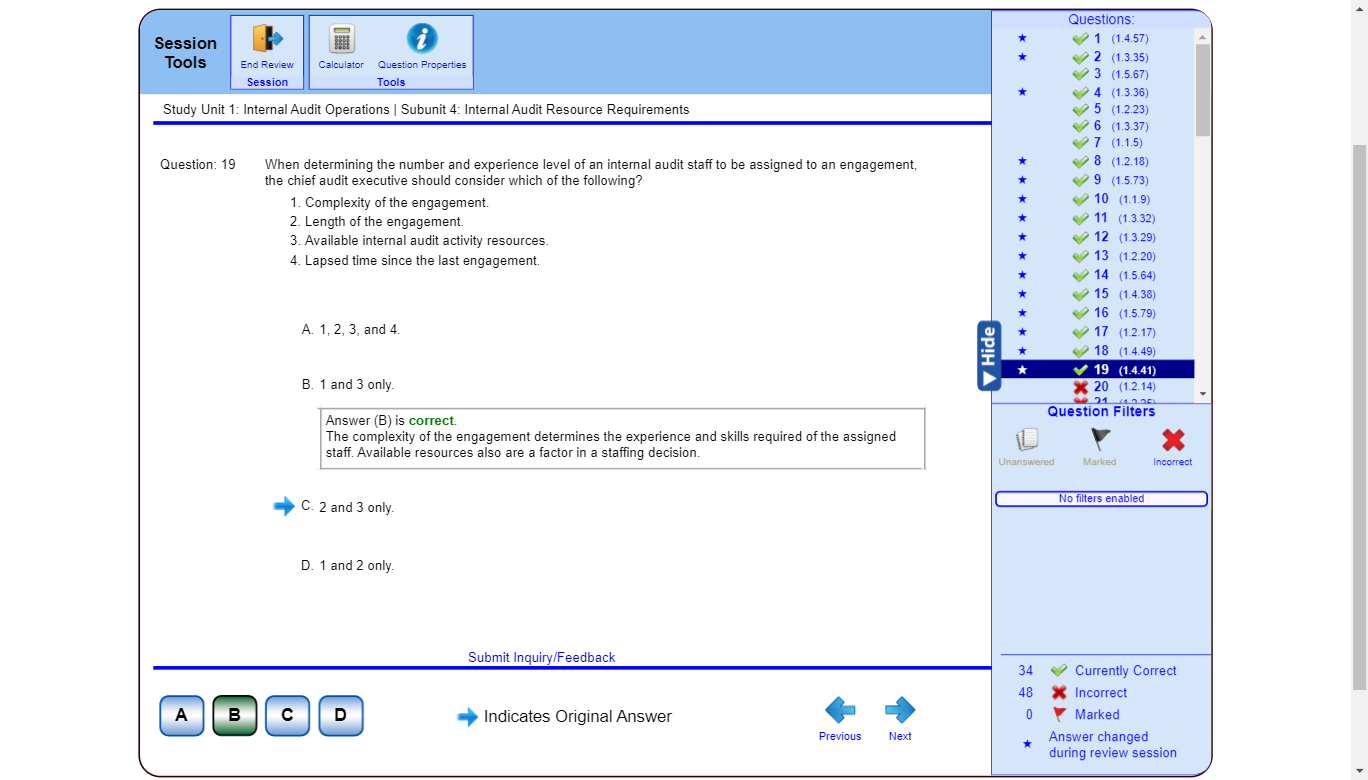 Session
Tools
End Review
Session
Calculator
Question Properties
Tools
Study Unit 1: Internal Audit Operations | Subunit 4: Internal Audit Resource Requirements
Question: 19
When determining the number and experience level of an internal audit staff to be assigned to an engagement,
the chief audit executive should consider which of the following?
1. Complexity of the engagement.
2. Length of the engagement.
3. Available internal audit activity resources.
4. Lapsed time since the last engagement.
A. 1, 2, 3, and 4.
B. 1 and 3 only.
Answer (B) is correct.
The complexity of the engagement determines the experience and skills required of the assigned
staff. Available resources also are a factor in a staffing decision.
C. 2 and 3 only.
D. 1 and 2 only.
Submit Inquiry/Feedback
A
B
C
D
Indicates Original Answer
Previous
Next
Hide
Questions:
1 (1.4.57)
2 (1.3.35)
3 (1.5.67)
4 (1.3.36)
5 (1.2.23)
6 (1.3.37)
7 (1.1.5)
8 (1.2.18)
9 (1.5.73)
10 (1.1.9)
11 (1.3.32)
12 (1.3.29)
13 (1.2.20)
14 (1.5.64)
15 (1.4.38)
16 (1.5.79)
17 (1.2.17)
18 (1.4.49)
19 (1.4.41)
20 (1.2.14)
21
Question Filters
Unanswered
Marked
Incorrect
No filters enabled
34 Currently Correct
48 Incorrect
0 Marked
Answer changed
during review session